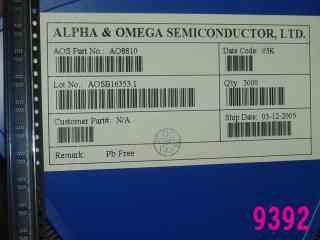 ALPHA & OMEGA SEMICONDUCTOR, LTD.
AOS Part No.: AO8810
Date Code: 05K
Lot No.: AOSB16353.1
Q'ty: 3000
Customer Part#: N/A
Ship Date: 05-12-2005
Remark: Pb Free
9392